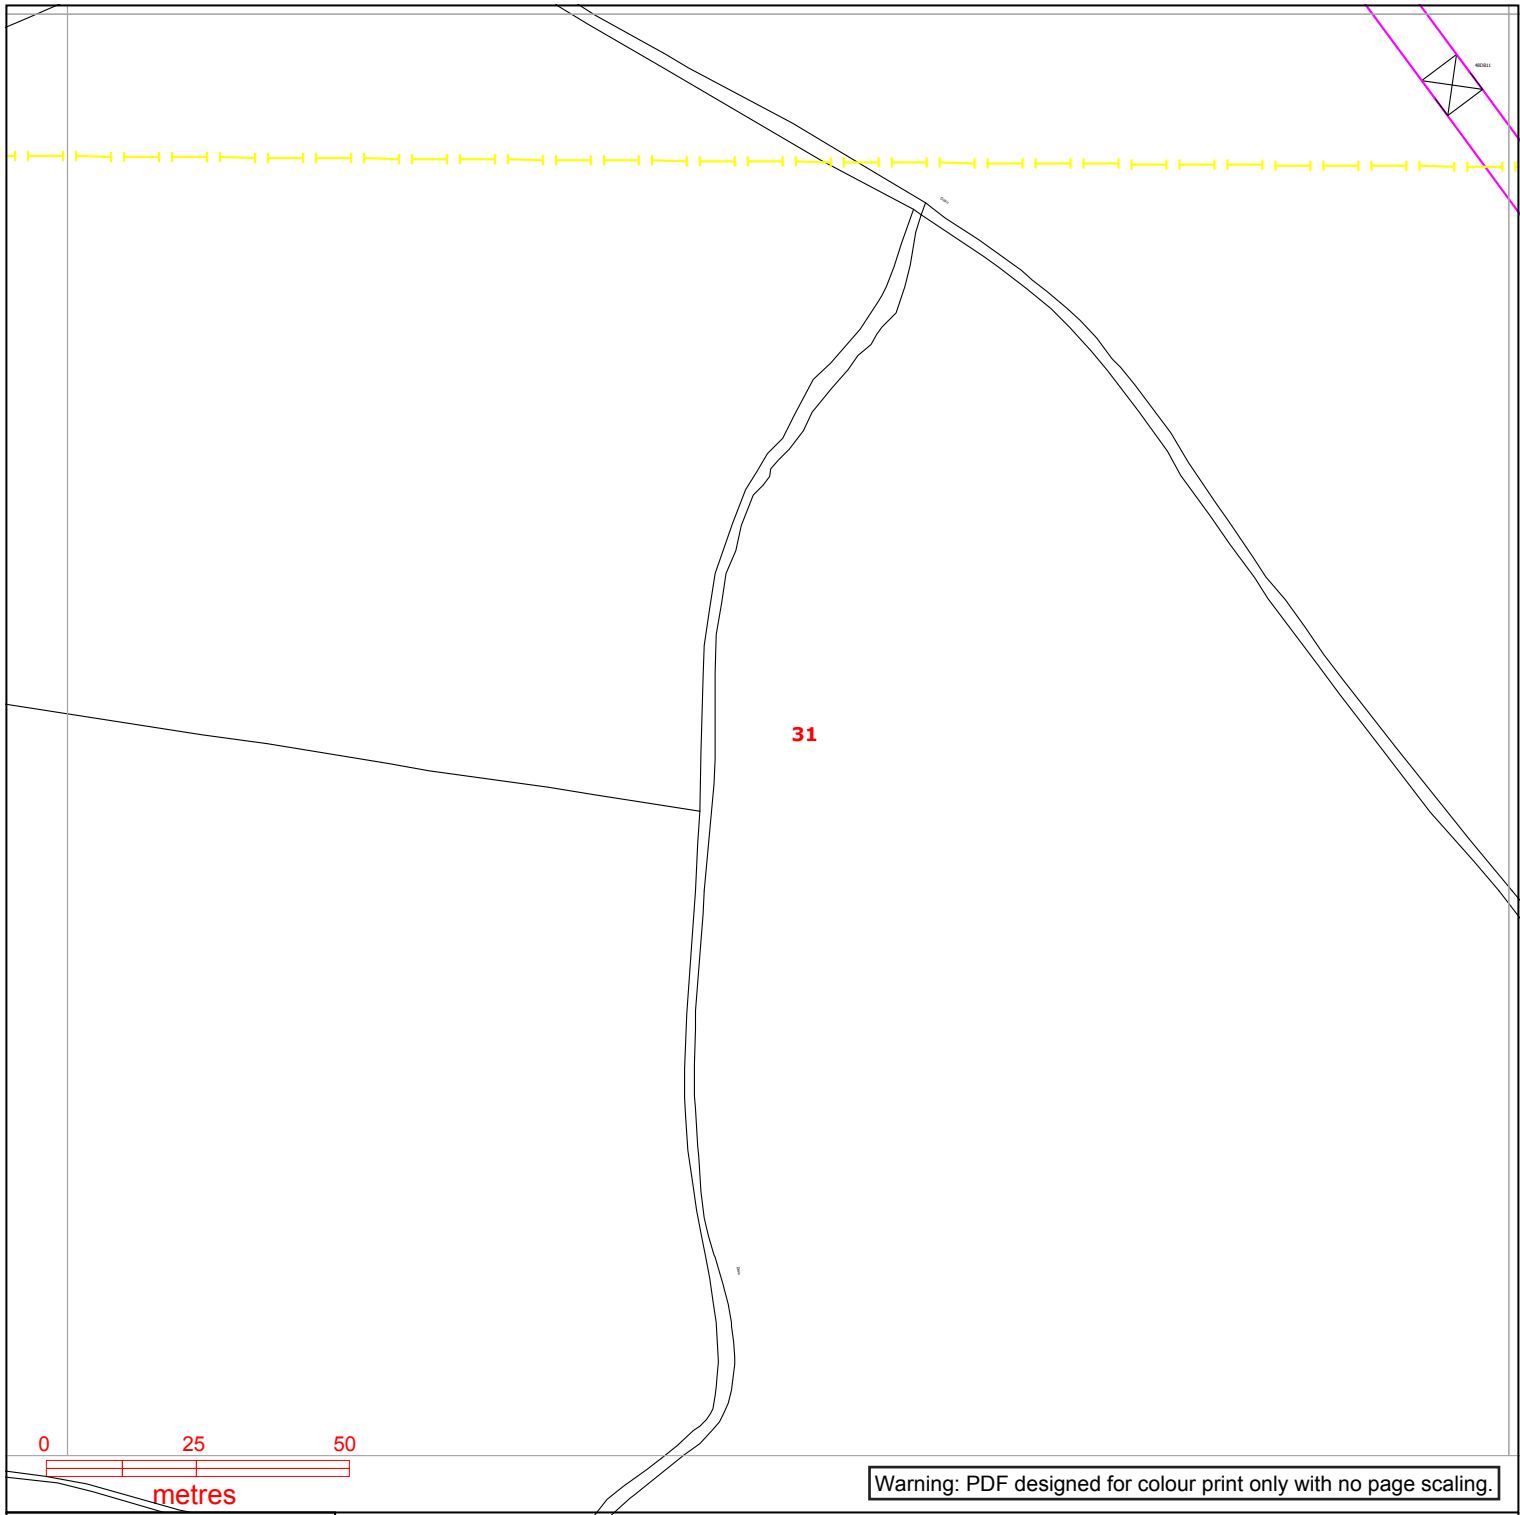 31
0 25 50
metres
Warning: PDF designed for colour print only with no page scaling.